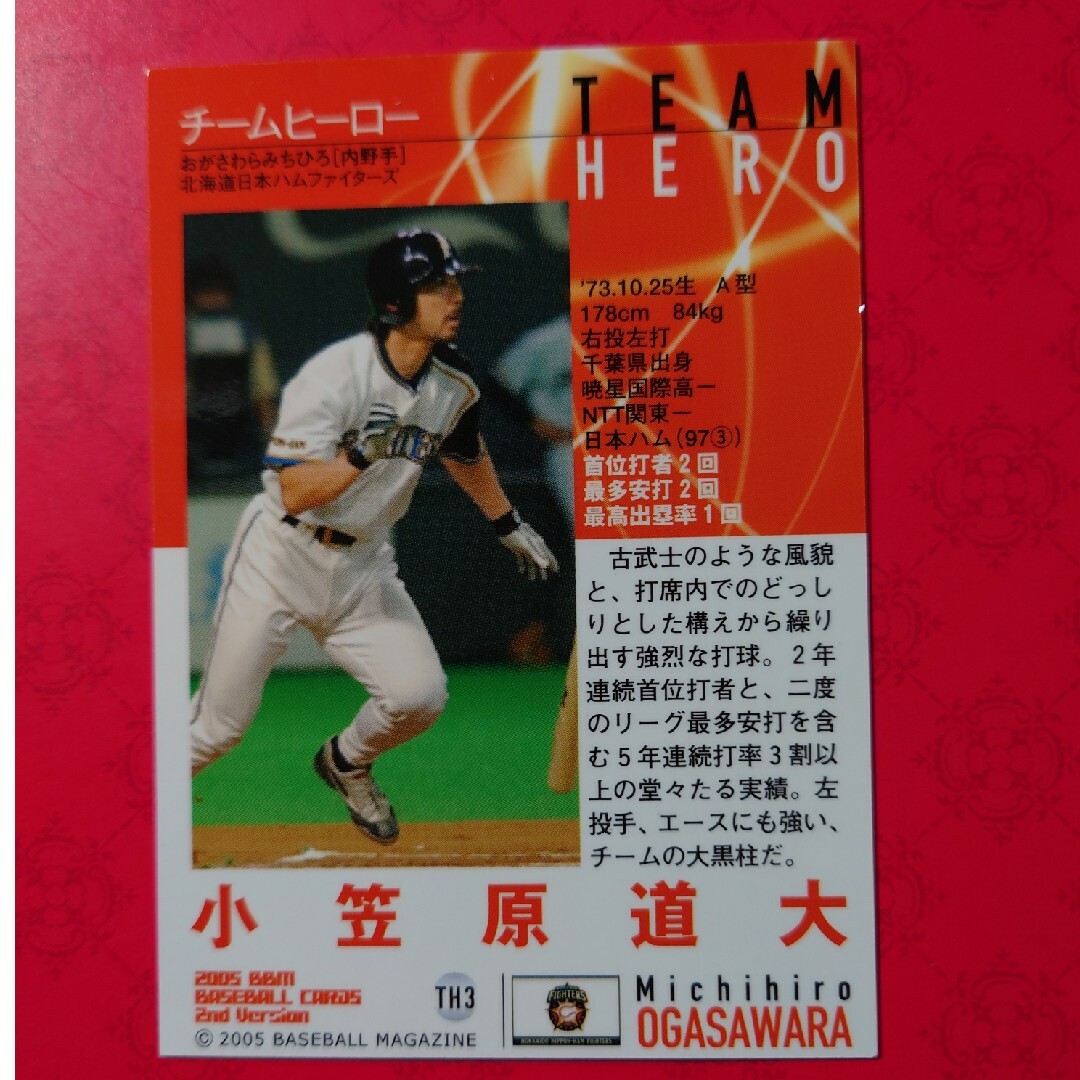 チームヒーロー
おがさわらみちひろ[内野手]
北海道日本ハムファイターズ
TEAM
HERO
'73.10.25生　A型
178cm　84kg
右投左打
千葉県出身
暁星国際高ー
NTT関東ー
日本ハム(97③)
首位打者2回
最多安打2回
最高出塁率1回
古武士のような風貌
と、打席内でのどっし
りとした構えから繰り
出す強烈な打球。2年
連続首位打者と、二度
のリーグ最多安打を含
む5年連続打率3割以
上の堂々たる実績。左
投手、エースにも強い、
チームの大黒柱だ。
小笠原道大
2005 BBM
BASEBALL CARDS
2nd Version
© 2005 BASEBALL MAGAZINE
TH3
FIGHTERS
HOKKAIDO NIPPON-HAM FIGHTERS
Michihiro
OGASAWARA